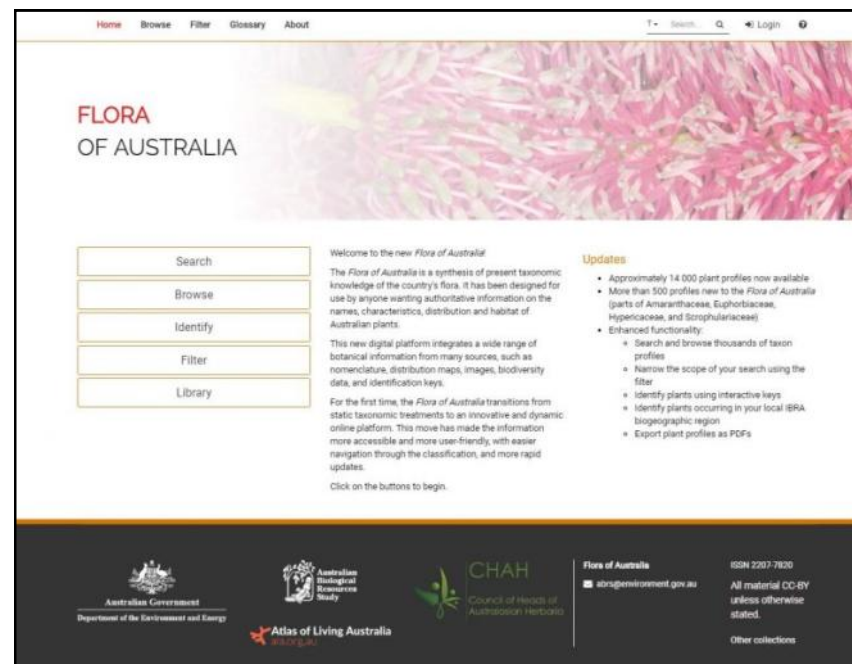 Home Browse Filter Glossary About
T Search... Login
FLORA
OF AUSTRALIA
Search
Browse
Identify
Filter
Library
Welcome to the new Flora of Australia!
The Flora of Australia is a synthesis of present taxonomic
knowledge of the country's flora. It has been designed for
use by anyone wanting authoritative information on the
names, characteristics, distribution and habitat of
Australian plants.
This new digital platform integrates a wide range of
botanical information from many sources, such as
nomenclature, distribution maps, images, biodiversity
data, and identification keys.
For the first time, the Flora of Australia transitions from
static taxonomic treatments to an innovative and dynamic
online platform. This move has made the information
more accessible and more user-friendly, with easier
navigation through the classification, and more rapid
updates.
Click on the buttons to begin.
Updates
Approximately 14 000 plant profiles now available
More than 500 profiles new to the Flora of Australia
(parts of Amaranthaceae, Euphorbiaceae,
Hypericaceae, and Scrophulariaceae)
Enhanced functionality:
Search and browse thousands of taxon
profiles
Narrow the scope of your search using the
filter
Identify plants using interactive keys
Identify plants occurring in your local IBRA
biogeographic region
Export plant profiles as PDFs
Australian Government
Department of the Environment and Energy
Australian
Biological
Resources
Study
Atlas of Living Australia
ala.org.au
CHAH
Council of Heads of
Australasian Herbaria
Flora of Australia
abrs@environment.gov.au
ISSN 2207-7820
All material CC-BY
unless otherwise
stated.
Other collections